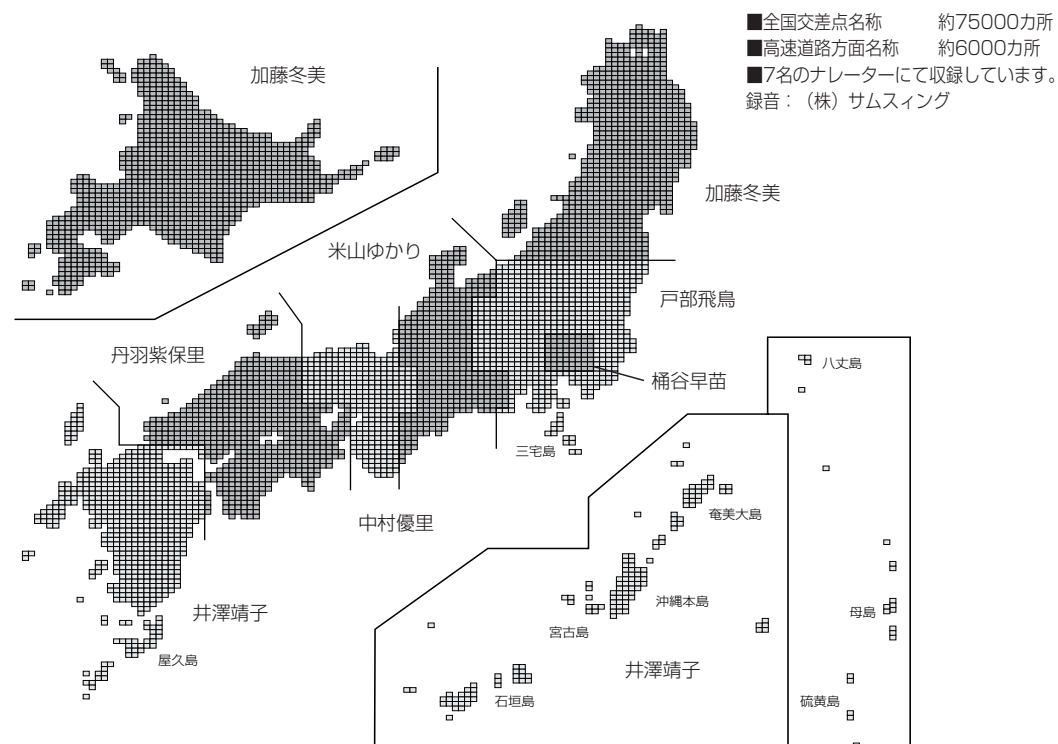 ■全国交差点名称　約75000カ所
■高速道路方面名称　約6000カ所
■7名のナレーターにて収録しています。
録音：（株）サムスィング
加藤冬美
加藤冬美
米山ゆかり
戸部飛鳥
丹羽紫保里
桶谷早苗
八丈島
三宅島
奄美大島
中村優里
沖縄本島
井澤靖子
母島
宮古島
屋久島
井澤靖子
石垣島
硫黄島